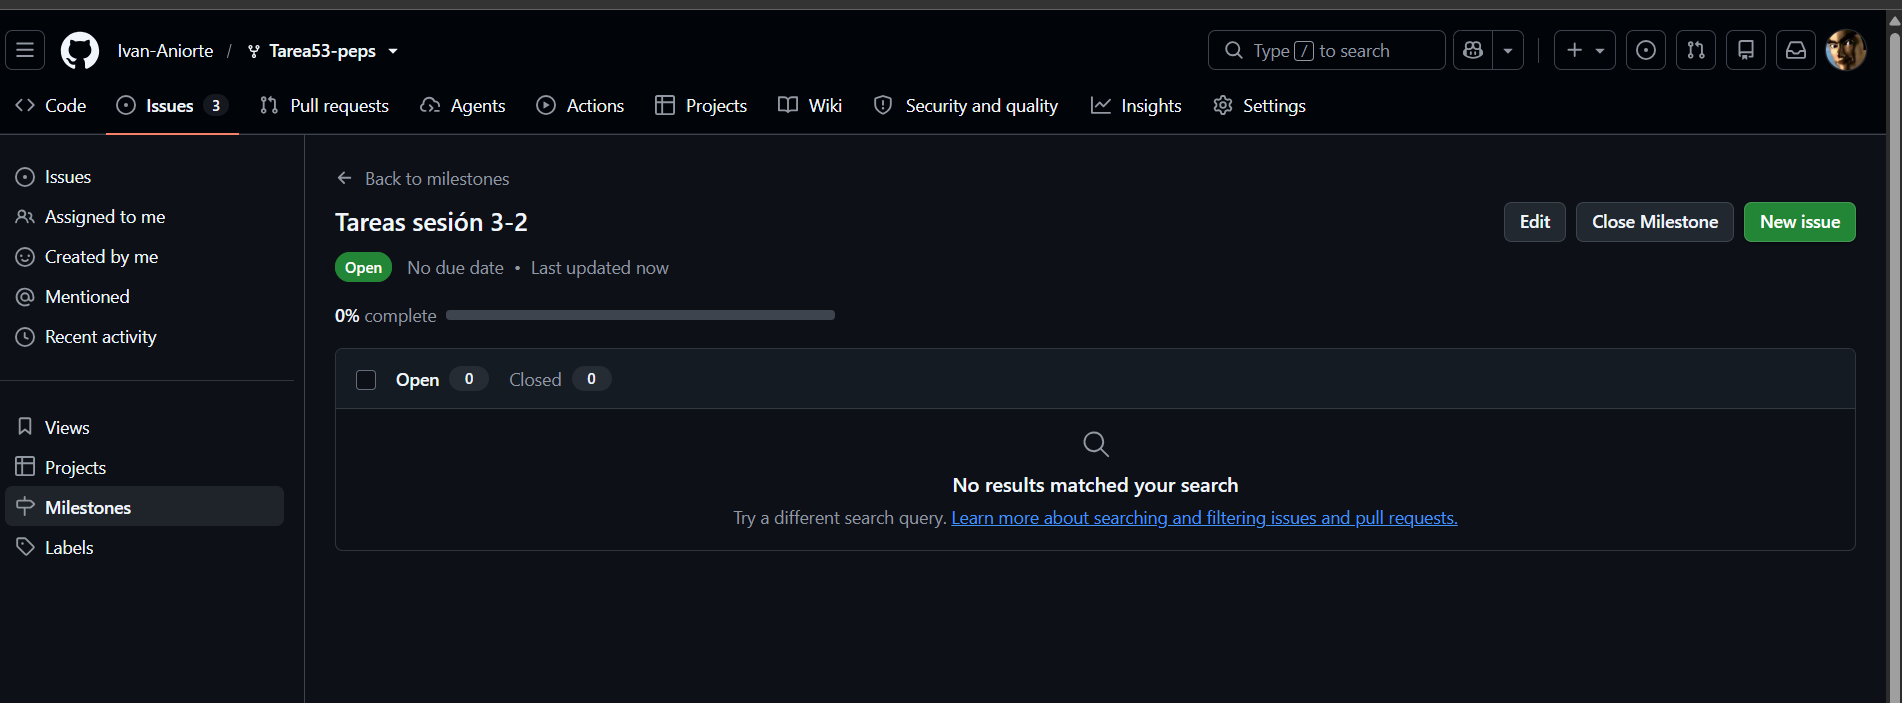 Ivan-Aniorte / Tarea53-peps
Type / to search
Code
Issues 3
Pull requests
Agents
Actions
Projects
Wiki
Security and quality
Insights
Settings
Issues
Assigned to me
Created by me
Mentioned
Recent activity
Views
Projects
Milestones
Labels
Back to milestones
Tareas sesión 3-2
Edit
Close Milestone
New issue
Open No due date • Last updated now
0% complete
Open 0 Closed 0
No results matched your search
Try a different search query. Learn more about searching and filtering issues and pull requests.